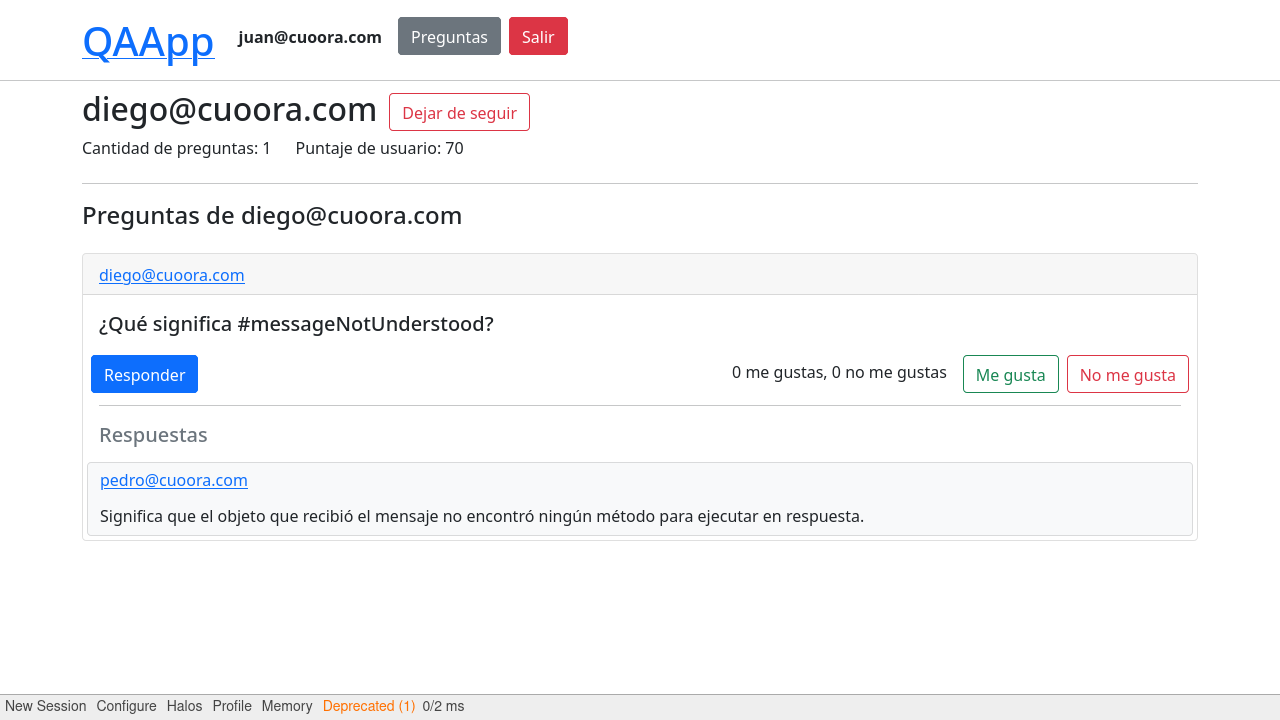 QAApp juan@cuoora.com Preguntas Salir
diego@cuoora.com Dejar de seguir
Cantidad de preguntas: 1 Puntaje de usuario: 70
Preguntas de diego@cuoora.com
diego@cuoora.com
¿Qué significa #messageNotUnderstood?
Responder 0 me gustas, 0 no me gustas Me gusta No me gusta
Respuestas
pedro@cuoora.com
Significa que el objeto que recibió el mensaje no encontró ningún método para ejecutar en respuesta.
New Session Configure Halos Profile Memory Deprecated (1) 0/2 ms